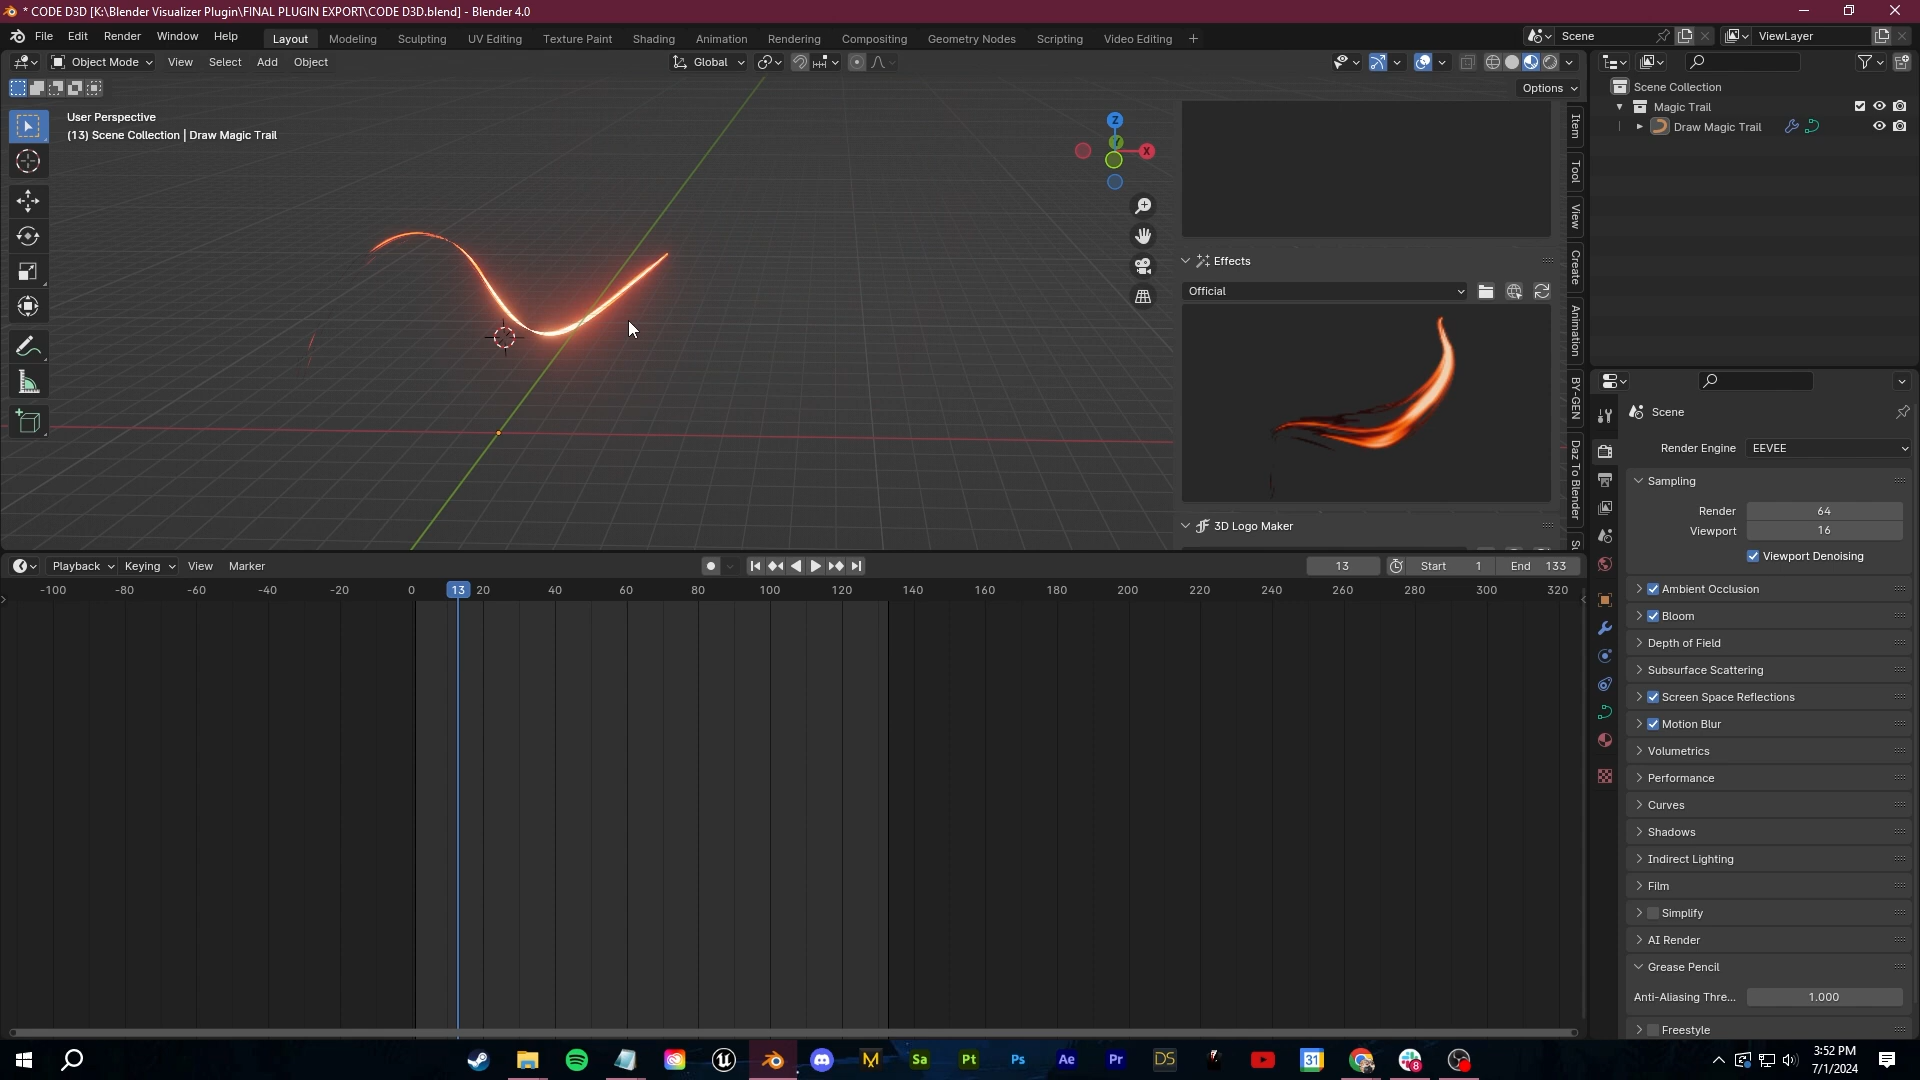 * CODE D3D [K:\Blender Visualizer Plugin\FINAL PLUGIN EXPORT\CODE D3D.blend] - Blender 4.0
File Edit Render Window Help
Layout Modeling Sculpting UV Editing Texture Paint Shading Animation Rendering Compositing Geometry Nodes Scripting Video Editing +
Scene
ViewLayer
Object Mode View Select Add Object
Global
Options
User Perspective
(13) Scene Collection | Draw Magic Trail
Z
Y
X
Item
Tool
View
Create
Animation
BY-GEN
Daz To Blender
Effects
Official
3D Logo Maker
Scene Collection
Magic Trail
Draw Magic Trail
Scene
Render Engine EEVEE
Sampling
Render 64
Viewport 16
Viewport Denoising
Ambient Occlusion
Bloom
Depth of Field
Subsurface Scattering
Screen Space Reflections
Motion Blur
Volumetrics
Performance
Curves
Shadows
Indirect Lighting
Film
Simplify
AI Render
Grease Pencil
Anti-Aliasing Thre... 1.000
Freestyle
Playback Keying View Marker
13 Start 1 End 133
-100 -80 -60 -40 -20 0 13 20 40 60 80 100 120 140 160 180 200 220 240 260 280 300 320
M Sa Pt Ps Ae Pr DS 31 8
3:52 PM
7/1/2024